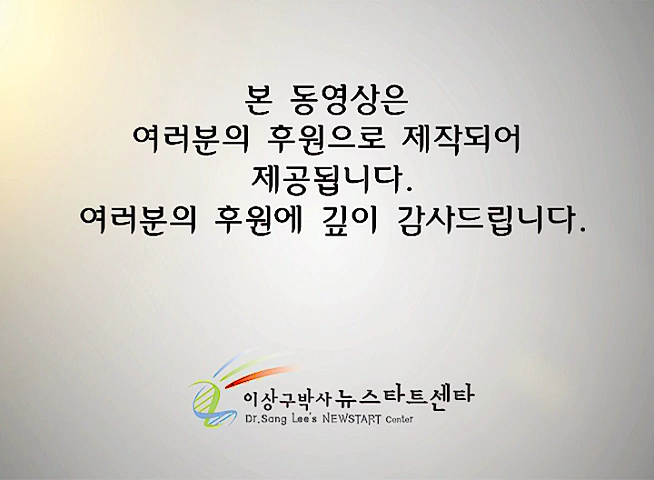 본 동영상은
여러분의 후원으로 제작되어
제공됩니다.
여러분의 후원에 깊이 감사드립니다.
이상구박사 뉴스타트센타
Dr.Sang Lee's NEWSTART Center